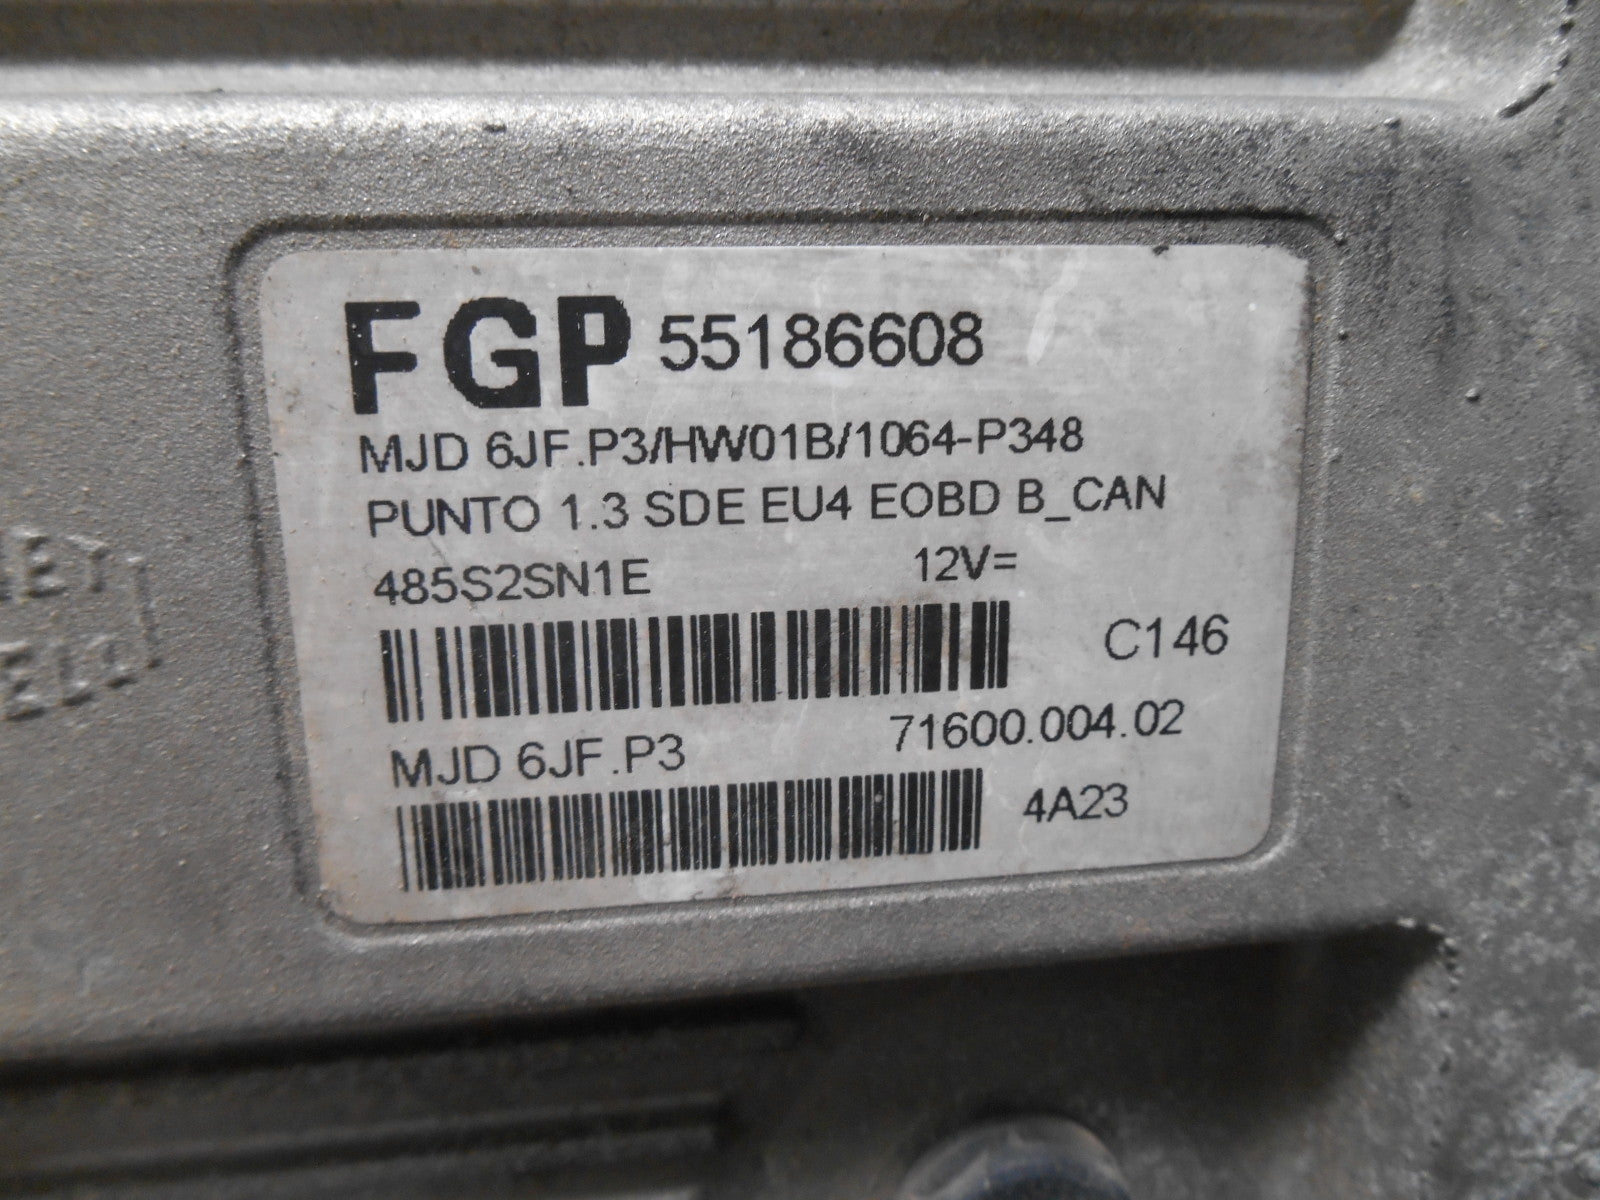 FGP 55186608
MJD 6JF.P3/HW01B/1064-P348
PUNTO 1.3 SDE EU4 EOBD B_CAN
485S2SN1E 12V=
C146
MJD 6JF.P3 71600.004.02
4A23